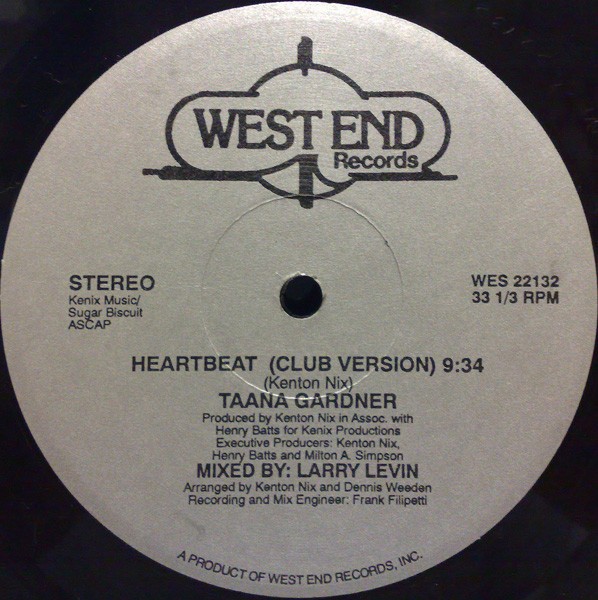 WEST END
Records
STEREO
Kenix Music/
Sugar Biscuit
ASCAP
WES 22132
33 1/3 RPM
HEARTBEAT (CLUB VERSION) 9:34
(Kenton Nix)
TAANA GARDNER
Produced by Kenton Nix in Assoc. with
Henry Batts for Kenix Productions
Executive Producers: Kenton Nix,
Henry Batts and Milton A. Simpson
MIXED BY: LARRY LEVIN
Arranged by Kenton Nix and Dennis Weeden
Recording and Mix Engineer: Frank Filipetti
A PRODUCT OF WEST END RECORDS, INC.